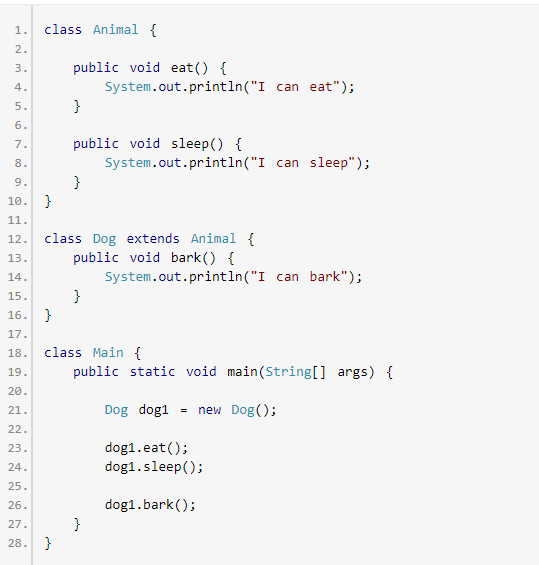 1. class Animal {
2.
3.     public void eat() {
4.         System.out.println("I can eat");
5.     }
6.
7.     public void sleep() {
8.         System.out.println("I can sleep");
9.     }
10. }
11.
12. class Dog extends Animal {
13.     public void bark() {
14.         System.out.println("I can bark");
15.     }
16. }
17.
18. class Main {
19.     public static void main(String[] args) {
20.
21.         Dog dog1 = new Dog();
22.
23.         dog1.eat();
24.         dog1.sleep();
25.
26.         dog1.bark();
27.     }
28. }